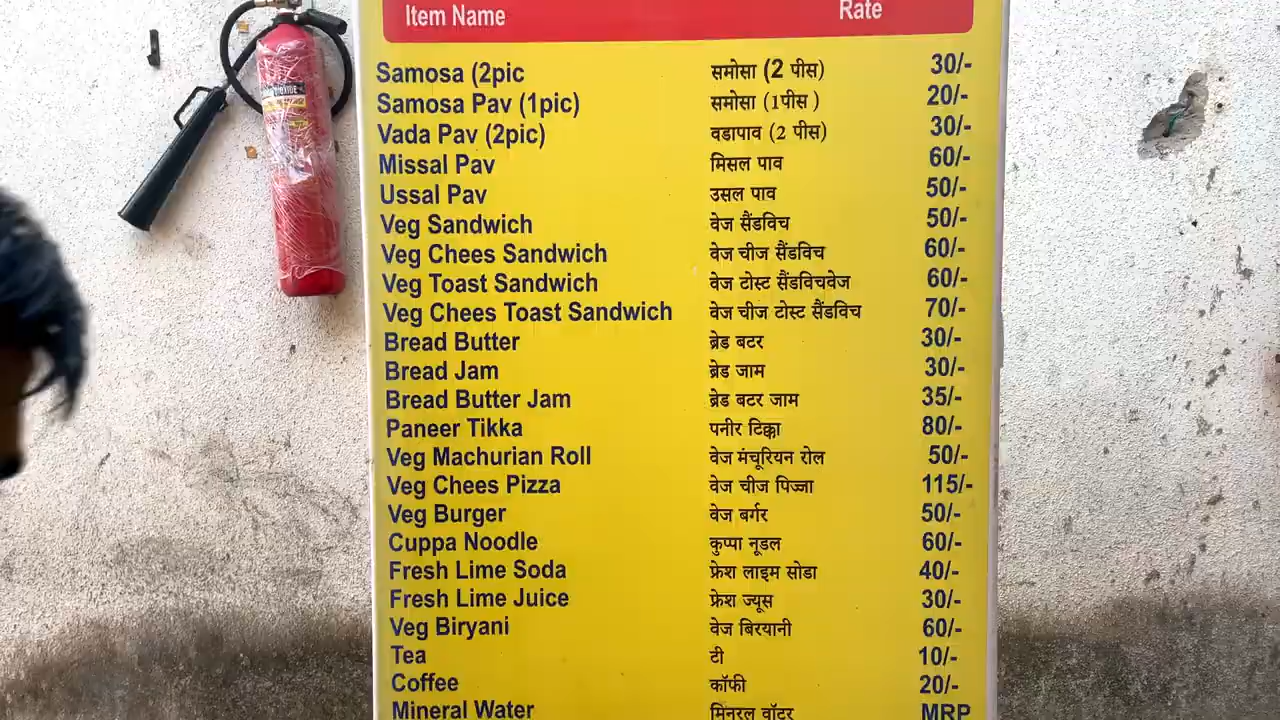 Item Name Rate
Samosa (2pic समोसा (2 पीस) 30/-
Samosa Pav (1pic) समोसा (1पीस ) 20/-
Vada Pav (2pic) वडापाव (2 पीस) 30/-
Missal Pav मिसल पाव 60/-
Ussal Pav उसल पाव 50/-
Veg Sandwich वेज सैंडविच 50/-
Veg Chees Sandwich वेज चीज सैंडविच 60/-
Veg Toast Sandwich वेज टोस्ट सैंडविचवेज 60/-
Veg Chees Toast Sandwich वेज चीज टोस्ट सैंडविच 70/-
Bread Butter ब्रेड बटर 30/-
Bread Jam ब्रेड जाम 30/-
Bread Butter Jam ब्रेड बटर जाम 35/-
Paneer Tikka पनीर टिक्का 80/-
Veg Machurian Roll वेज मंचूरियन रोल 50/-
Veg Chees Pizza वेज चीज पिज्जा 115/-
Veg Burger वेज बर्गर 50/-
Cuppa Noodle कुप्पा नूडल 60/-
Fresh Lime Soda फ्रेश लाइम सोडा 40/-
Fresh Lime Juice फ्रेश ज्यूस 30/-
Veg Biryani वेज बिरयानी 60/-
Tea टी 10/-
Coffee कॉफी 20/-
Mineral Water मिनरल वॉटर MRP